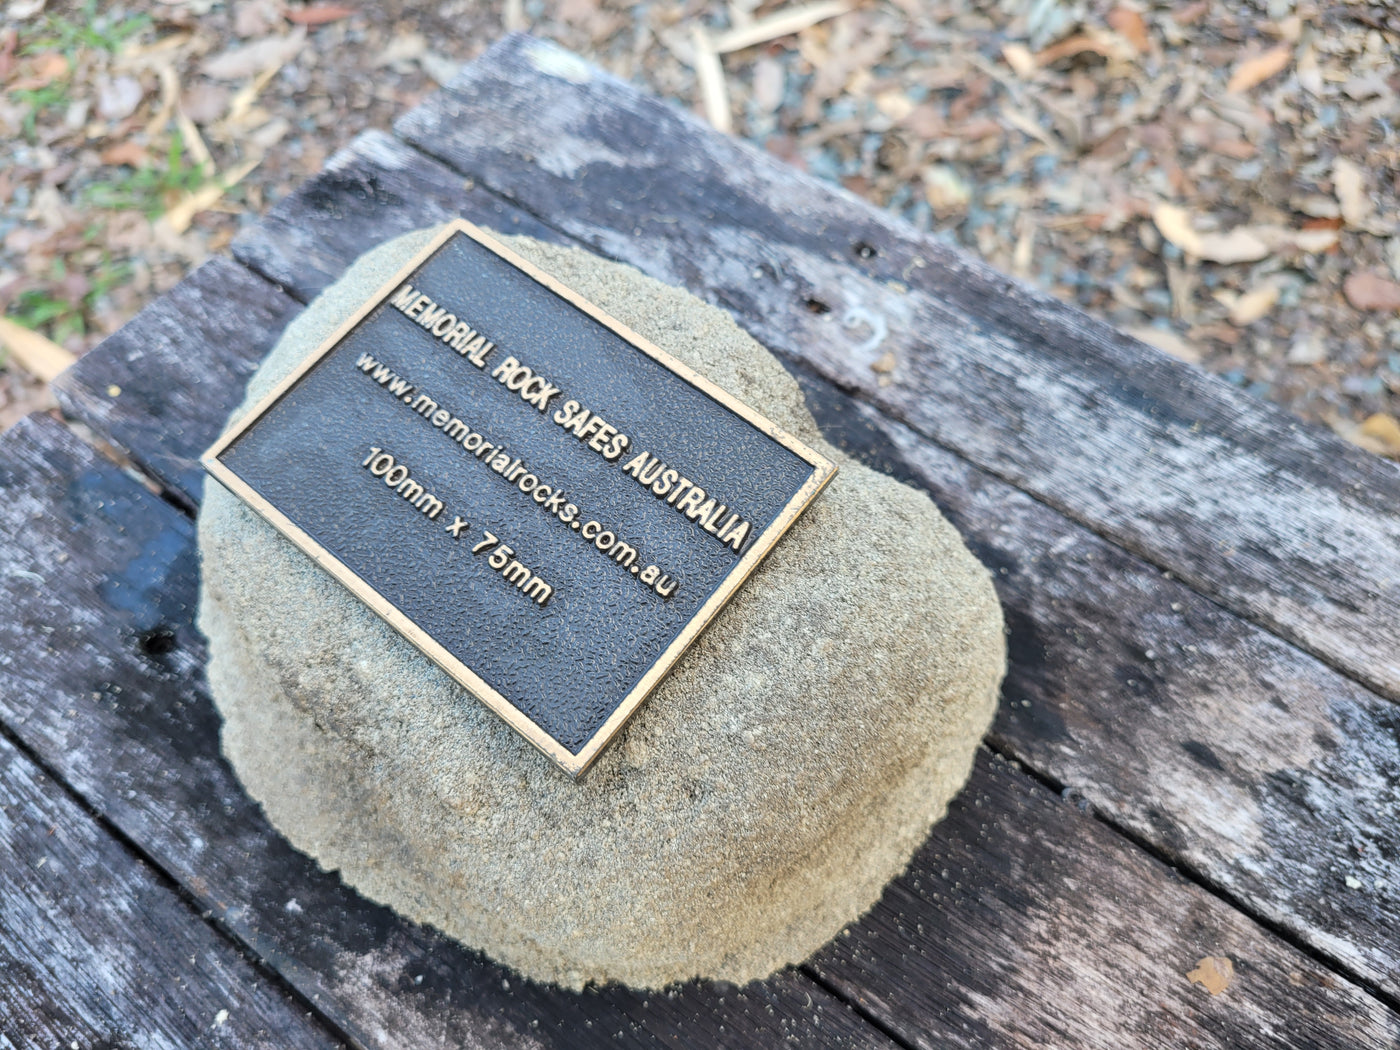 MEMORIAL ROCK SAFES AUSTRALIA
www.memorialrocks.com.au
100mm x 75mm